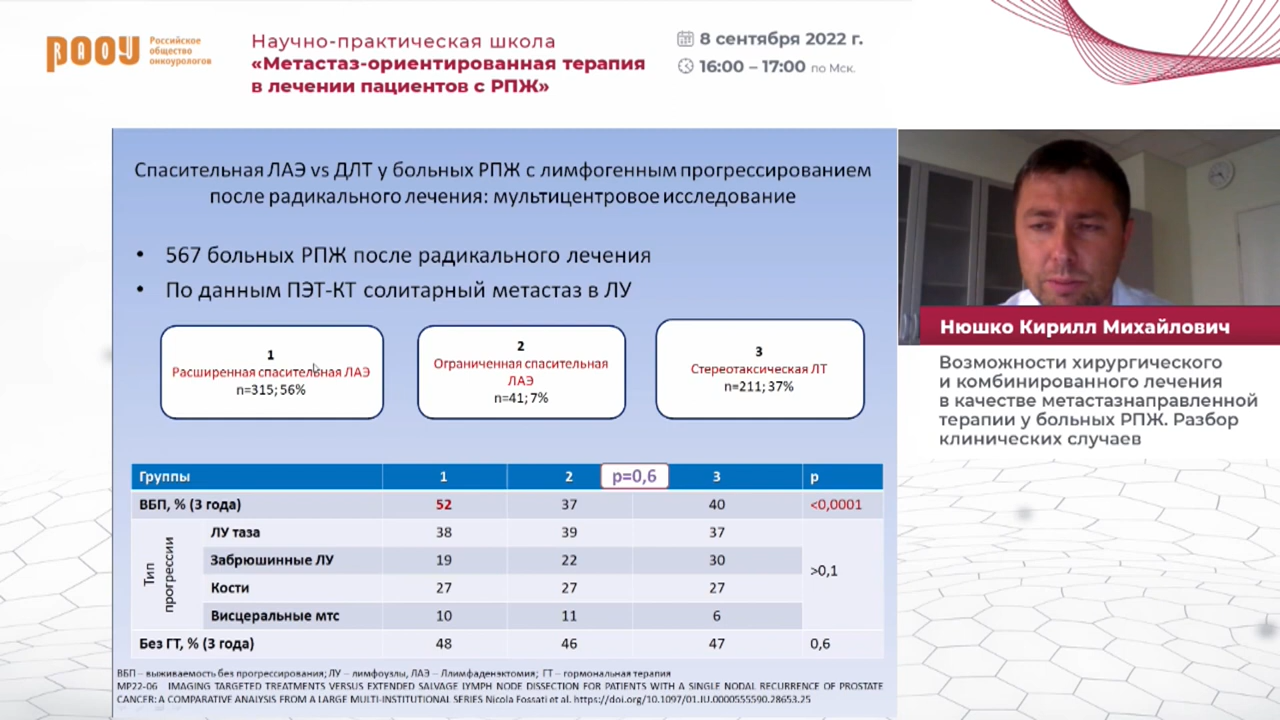 RAOU
Российское
общество
онкоурологов
Научно-практическая школа
«Метастаз-ориентированная терапия
в лечении пациентов с РПЖ»
8 сентября 2022 г.
16:00 – 17:00 по Мск.
Спасительная ЛАЭ vs ДЛТ у больных РПЖ с лимфогенным прогрессированием
после радикального лечения: мультицентровое исследование
• 567 больных РПЖ после радикального лечения
• По данным ПЭТ-КТ солитарный метастаз в ЛУ
1
Расширенная спасительная ЛАЭ
n=315; 56%
2
Ограниченная спасительная
ЛАЭ
n=41; 7%
3
Стереотаксическая ЛТ
n=211; 37%
Группы 1 2 p=0,6 3 p
ВБП, % (3 года) 52 37 40 <0,0001
Тип
прогрессии
ЛУ таза 38 39 37
Забрюшинные ЛУ 19 22 30
Кости 27 27 27
Висцеральные мтс 10 11 6
>0,1
Без ГТ, % (3 года) 48 46 47 0,6
ВБП – выживаемость без прогрессирования; ЛУ – лимфоузлы, ЛАЭ – Ллимфаденэктомия; ГТ – гормональная терапия
MP22-06 IMAGING TARGETED TREATMENTS VERSUS EXTENDED SALVAGE LYMPH NODE DISSECTION FOR PATIENTS WITH A SINGLE NODAL RECURRENCE OF PROSTATE
CANCER: A COMPARATIVE ANALYSIS FROM A LARGE MULTI-INSTITUTIONAL SERIES Nicola Fossati et al. https://doi.org/10.1097/01.JU.0000555590.28653.25
Нюшко Кирилл Михайлович
Возможности хирургического
и комбинированного лечения
в качестве метастазнаправленной
терапии у больных РПЖ. Разбор
клинических случаев